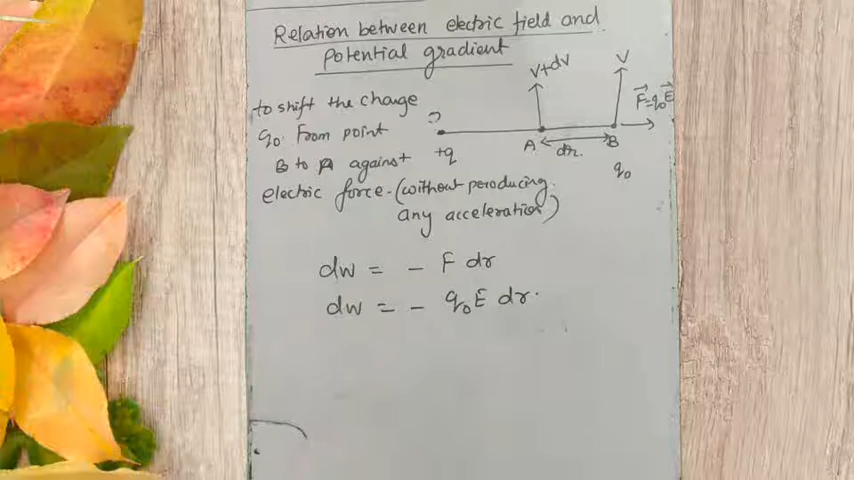 Relation between electric field and
Potential gradient
V+dV
V
F⃗=q₀E⃗
to shift the charge
q₀. From point
B to A against
electric force. (without peroducing
any acceleration)
+q
A
dr.
B
q₀
dw = - F dr
dw = - q₀E dr.